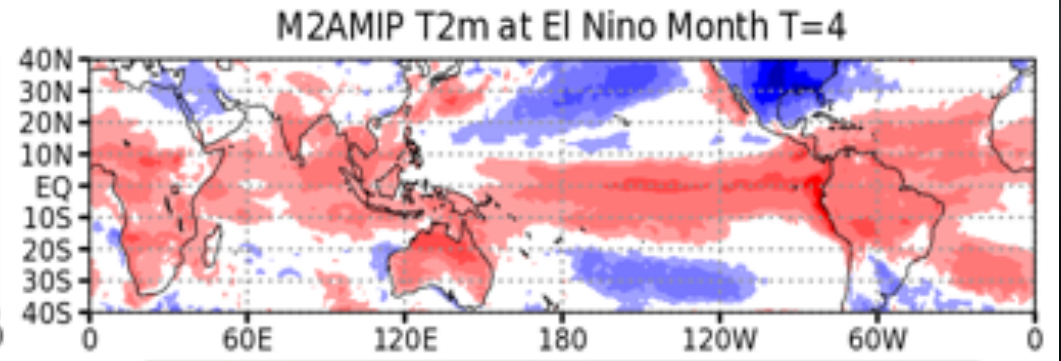 M2AMIP T2m at El Nino Month T=4
40N
30N
20N
10N
EQ
10S
20S
30S
40S
0 60E 120E 180 120W 60W 0